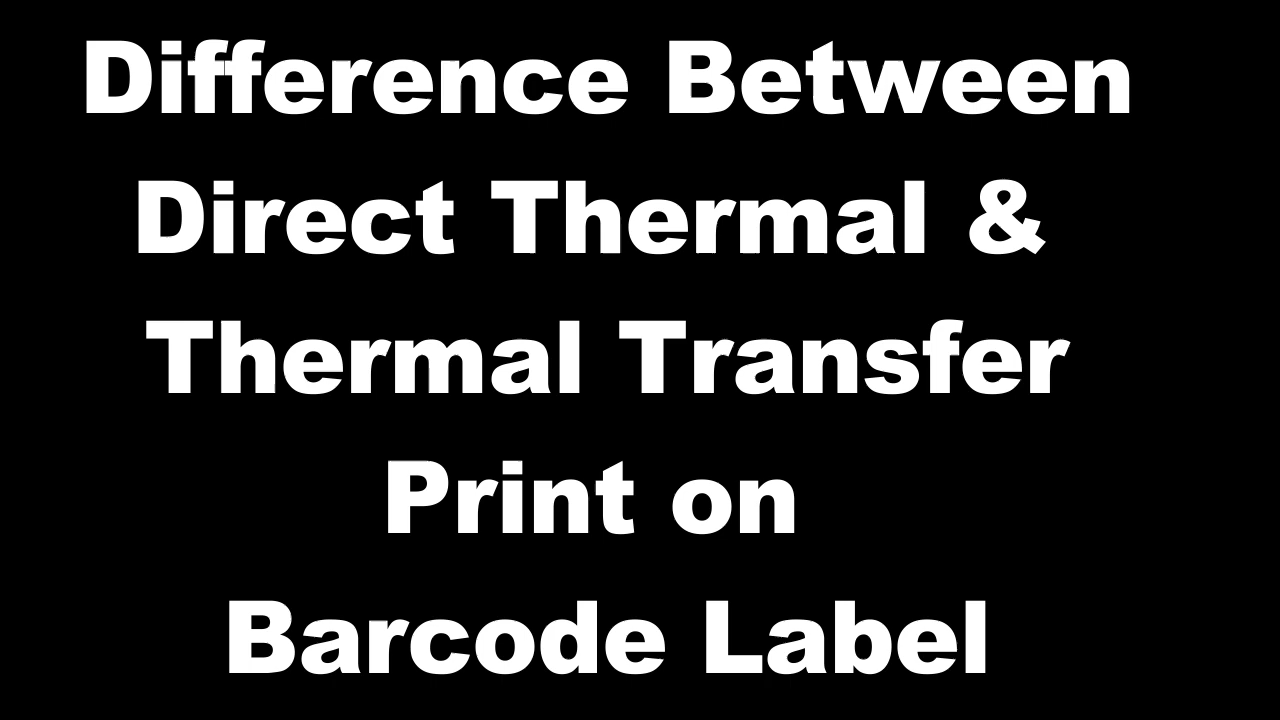 Difference Between
Direct Thermal &
Thermal Transfer
Print on
Barcode Label